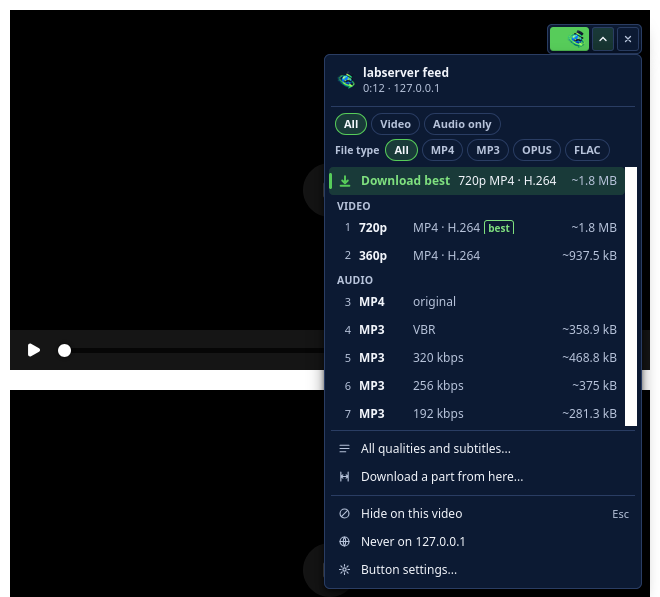 labserver feed
0:12 · 127.0.0.1
All Video Audio only
File type All MP4 MP3 OPUS FLAC
Download best 720p MP4 · H.264 ~1.8 MB
VIDEO
1 720p MP4 · H.264 best ~1.8 MB
2 360p MP4 · H.264 ~937.5 kB
AUDIO
3 MP4 original
4 MP3 VBR ~358.9 kB
5 MP3 320 kbps ~468.8 kB
6 MP3 256 kbps ~375 kB
7 MP3 192 kbps ~281.3 kB
All qualities and subtitles...
Download a part from here...
Hide on this video Esc
Never on 127.0.0.1
Button settings...